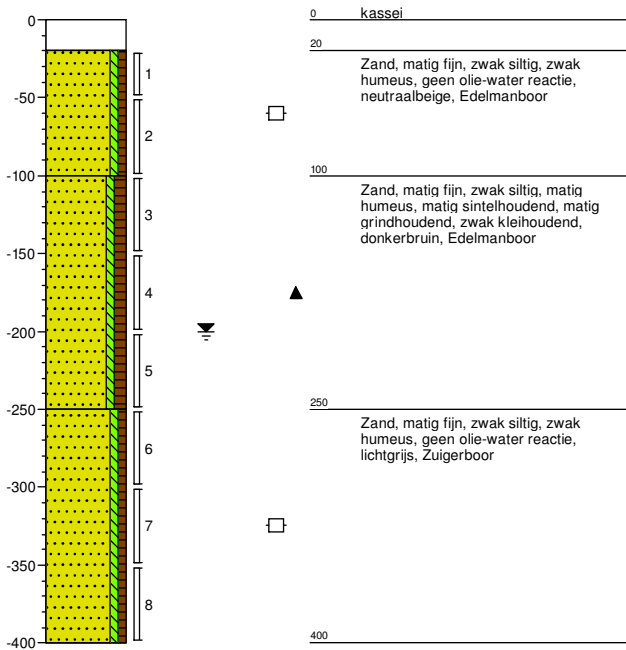 0
-50
-100
-150
-200
-250
-300
-350
-400
1
2
3
4
5
6
7
8
0 kassei
20
Zand, matig fijn, zwak siltig, zwak
humeus, geen olie-water reactie,
neutraalbeige, Edelmanboor
100
Zand, matig fijn, zwak siltig, matig
humeus, matig sintelhoudend, matig
grindhoudend, zwak kleihoudend,
donkerbruin, Edelmanboor
250
Zand, matig fijn, zwak siltig, zwak
humeus, geen olie-water reactie,
lichtgrijs, Zuigerboor
400